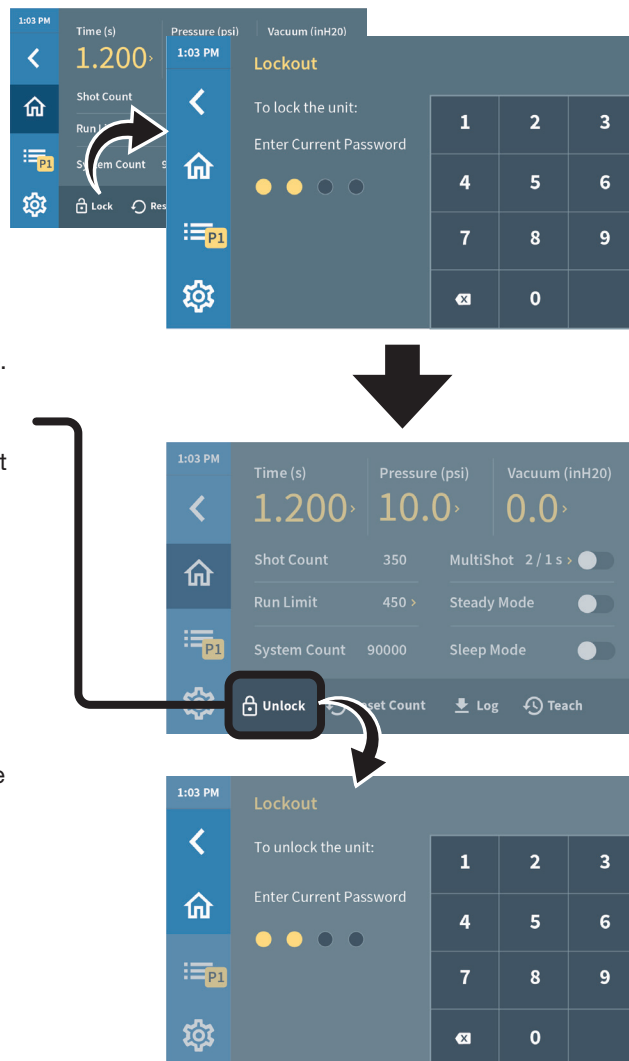 1:03 PM
Time (s)
Pressure (psi)
Vacuum (inH20)
1.200
Shot Count
P1
Lock
1:03 PM
Lockout
To lock the unit:
Enter Current Password
P1
1 2 3
4 5 6
7 8 9
0
1:03 PM
Time (s)
Pressure (psi)
Vacuum (inH20)
1.200
10.0
0.0
Shot Count 350
MultiShot 2 / 1 s
Run Limit 450
Steady Mode
System Count 90000
Sleep Mode
P1
Unlock
Count
Log
Teach
1:03 PM
Lockout
To unlock the unit:
Enter Current Password
P1
1 2 3
4 5 6
7 8 9
0